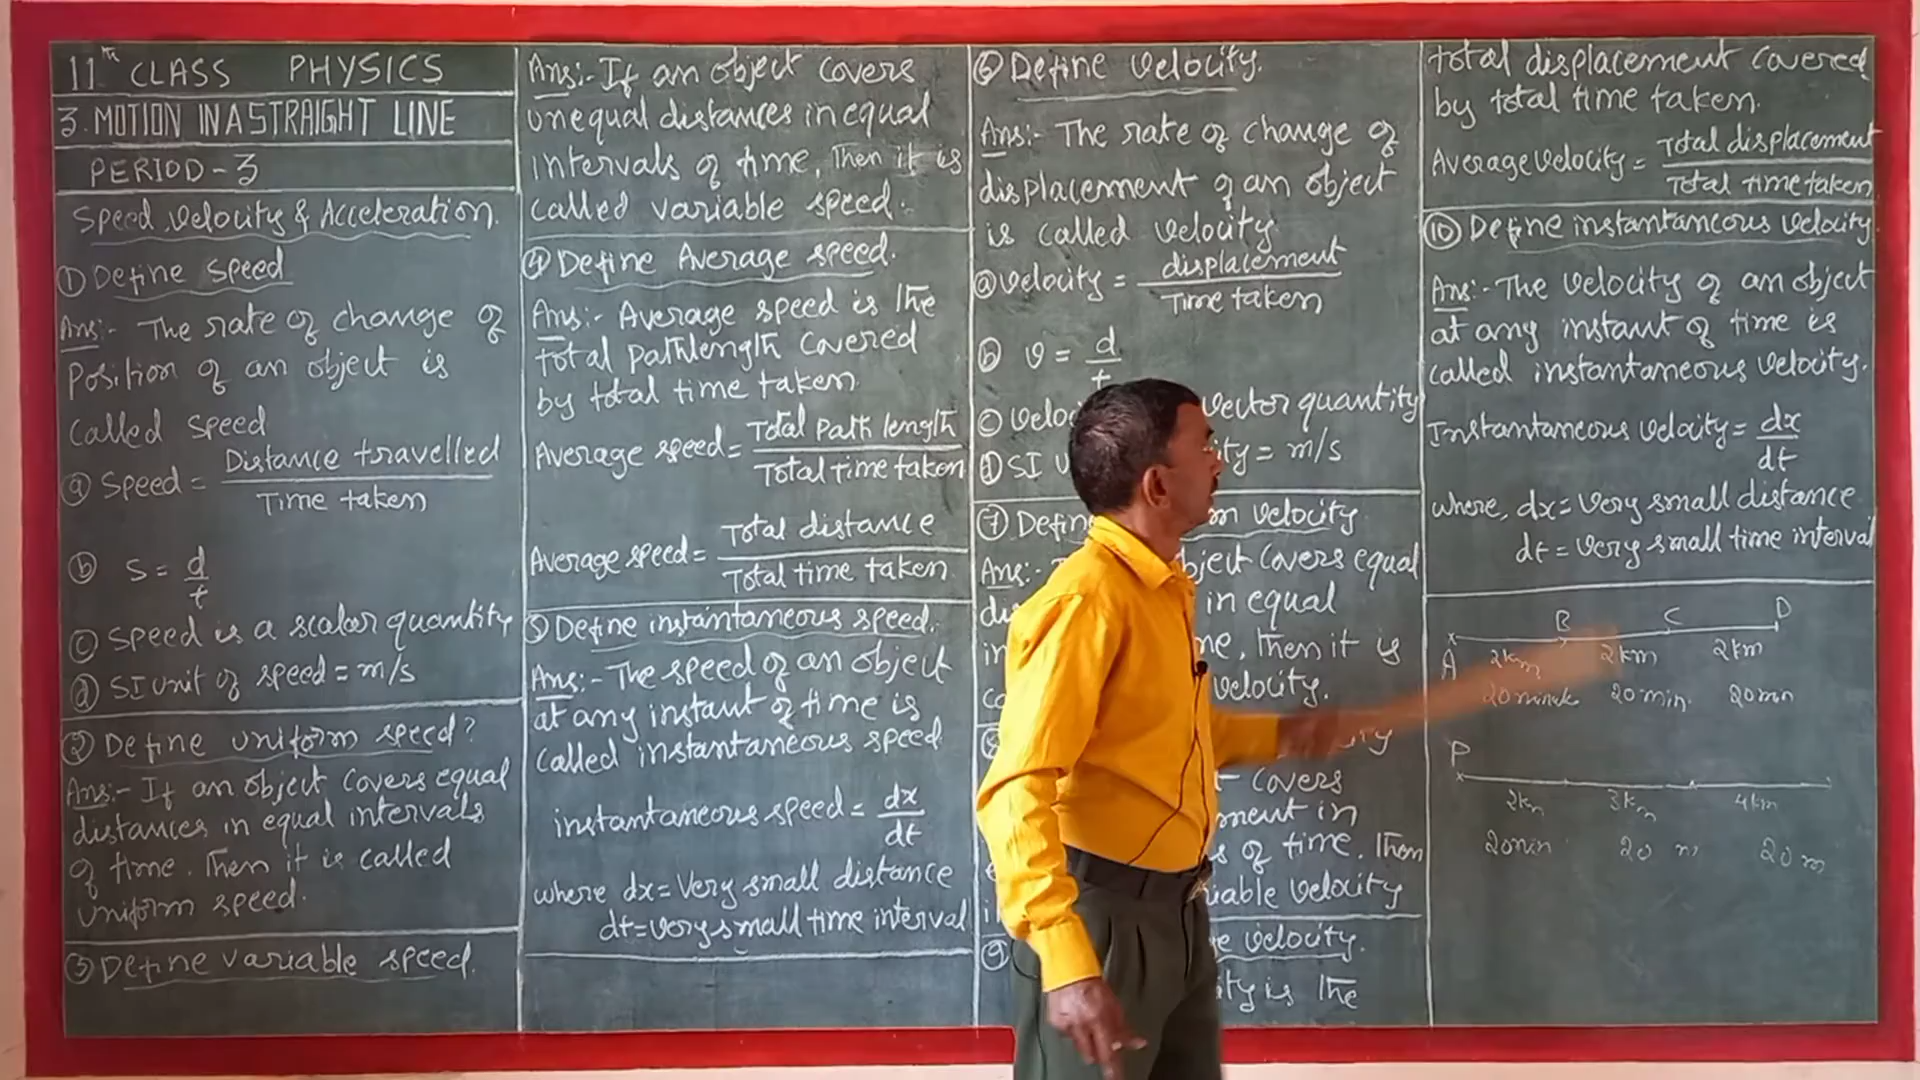 11th CLASS PHYSICS
3. MOTION IN A STRAIGHT LINE
PERIOD-3
Speed, velocity & Acceleration.
① Define speed
Ans:- The rate of change of
Position of an object is
called speed
ⓐ Speed = Distance travelled
Time taken
ⓑ S = d
t
ⓒ Speed is a scalar quantity
ⓓ SI Unit of speed = m/s
② Define uniform speed?
Ans:- If an object covers equal
distances in equal intervals
of time. Then it is called
Uniform speed.
③ Define variable speed.
Ans:- If an object covers
unequal distances in equal
intervals of time, Then it is
called variable speed.
④ Define Average speed.
Ans:- Average speed is the
total pathlength covered
by total time taken
Average speed = Total Path length
Total time taken
Average speed = Total distance
Total time taken
⑤ Define instantaneous speed.
Ans:- The speed of an object
at any instant of time is
called instantaneous speed
instantaneous speed = dx
dt
where dx = Very small distance
dt = very small time interval
⑥ Define velocity.
Ans:- The rate of change of
displacement of an object
is called velocity
ⓐ velocity = displacement
Time taken
ⓑ v = d
t
ⓒ vector quantity
ⓓ SI = m/s
⑦ velocity
Ans:- covers equal
in equal
Then it is
velocity.
covers
in
of time. Then
velocity
⑨ velocity.
is the
total displacement covered
by total time taken.
Average velocity = Total displacement
Total time taken
⑩ Define instantaneous velocity.
Ans:- The velocity of an object
at any instant of time is
called instantaneous velocity.
Instantaneous velocity = dx
dt
where, dx = Very small distance
dt = very small time interval
B C D
A 2km 2km 2km
20 min 20min
P
2km 3km 4km
20min 20 m 20 m